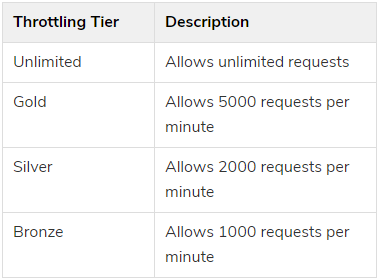 Throttling Tier Description
Unlimited Allows unlimited requests
Gold Allows 5000 requests per
minute
Silver Allows 2000 requests per
minute
Bronze Allows 1000 requests per
minute